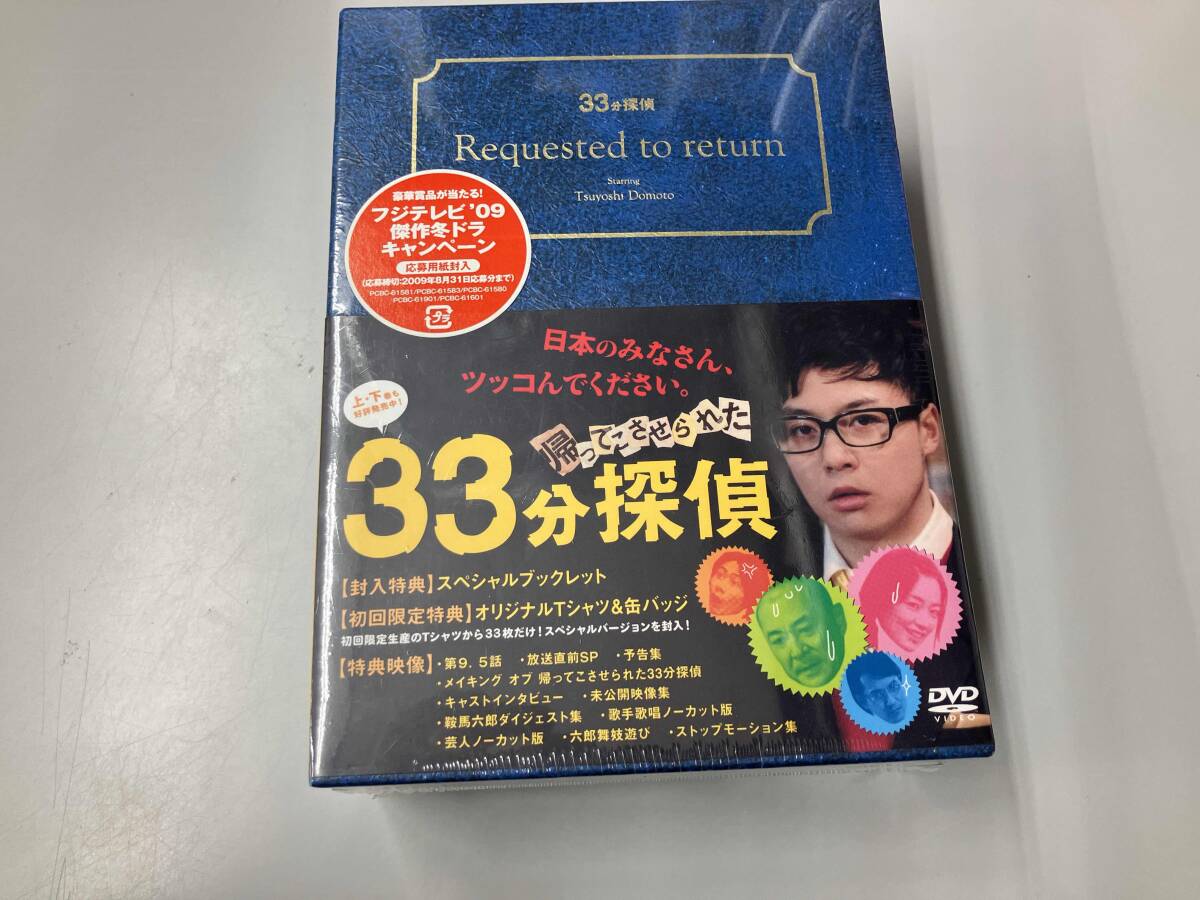 33分探偵
Requested to return
Starring
Tsuyoshi Domoto
豪華賞品が当たる!
フジテレビ'09
傑作冬ドラ
キャンペーン
応募用紙封入
(応募締切:2009年8月31日応募分まで)
PCBC-61581/PCBC-61583/PCBC-61580
PCBC-61901/PCBC-61601
プラ
日本のみなさん、
ツッコんでください。
上・下巻も
好評発売中!
帰ってこさせられた
33分探偵
【封入特典】スペシャルブックレット
【初回限定特典】オリジナルTシャツ&缶バッジ
初回限定生産のTシャツから33枚だけ!スペシャルバージョンを封入!
【特典映像】・第9.5話 ・放送直前SP ・予告集
・メイキング オブ 帰ってこさせられた33分探偵
・キャストインタビュー ・未公開映像集
・鞍馬六郎ダイジェスト集 ・歌手歌唱ノーカット版
・芸人ノーカット版 ・六郎舞妓遊び ・ストップモーション集
DVD
VIDEO